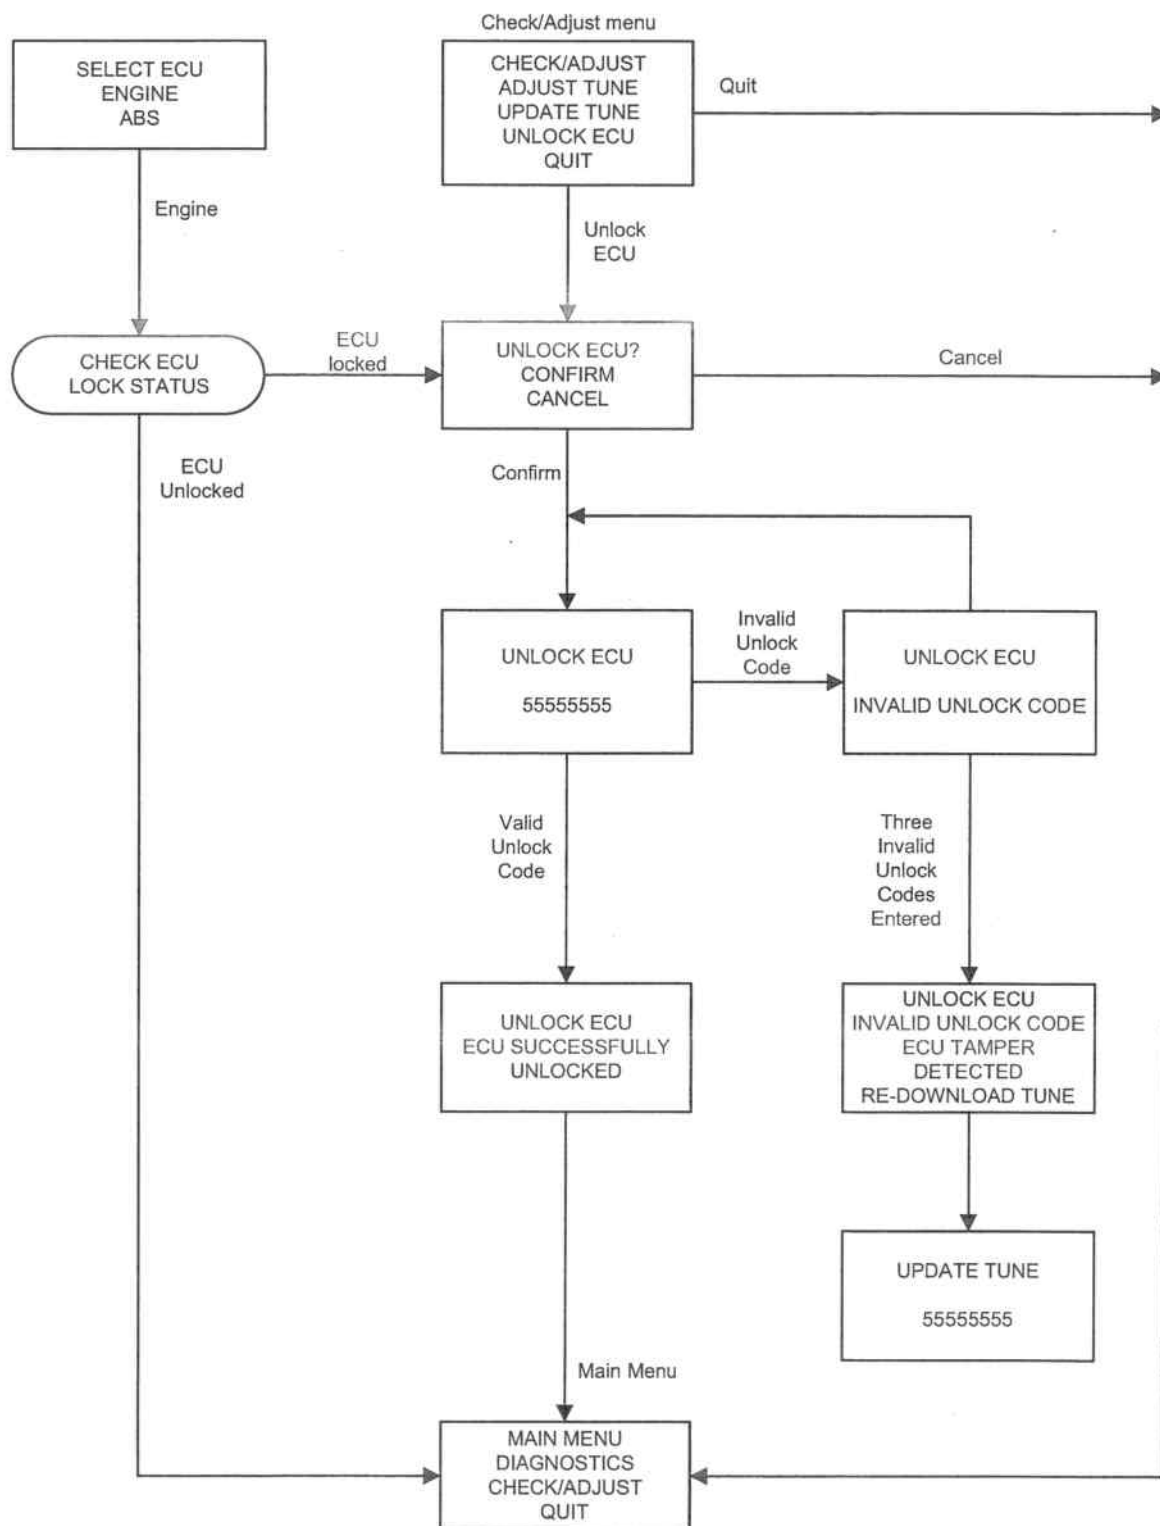 Check/Adjust menu
SELECT ECU
ENGINE
ABS
CHECK/ADJUST
ADJUST TUNE
UPDATE TUNE
UNLOCK ECU
QUIT
Quit
Engine
Unlock
ECU
CHECK ECU
LOCK STATUS
ECU
locked
UNLOCK ECU?
CONFIRM
CANCEL
Cancel
ECU
Unlocked
Confirm
UNLOCK ECU
55555555
Invalid
Unlock
Code
UNLOCK ECU
INVALID UNLOCK CODE
Valid
Unlock
Code
Three
Invalid
Unlock
Codes
Entered
UNLOCK ECU
ECU SUCCESSFULLY
UNLOCKED
UNLOCK ECU
INVALID UNLOCK CODE
ECU TAMPER
DETECTED
RE-DOWNLOAD TUNE
UPDATE TUNE
55555555
Main Menu
MAIN MENU
DIAGNOSTICS
CHECK/ADJUST
QUIT